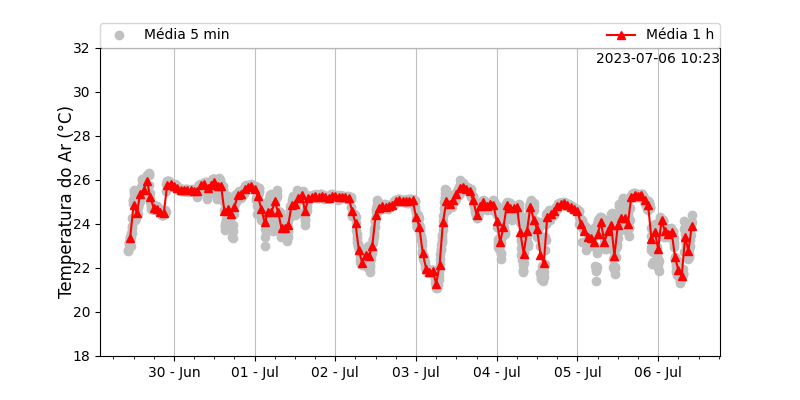 Média 5 min
Média 1 h
2023-07-06 10:23
Temperatura do Ar (°C)
32
30
28
26
24
22
20
18
30 - Jun
01 - Jul
02 - Jul
03 - Jul
04 - Jul
05 - Jul
06 - Jul